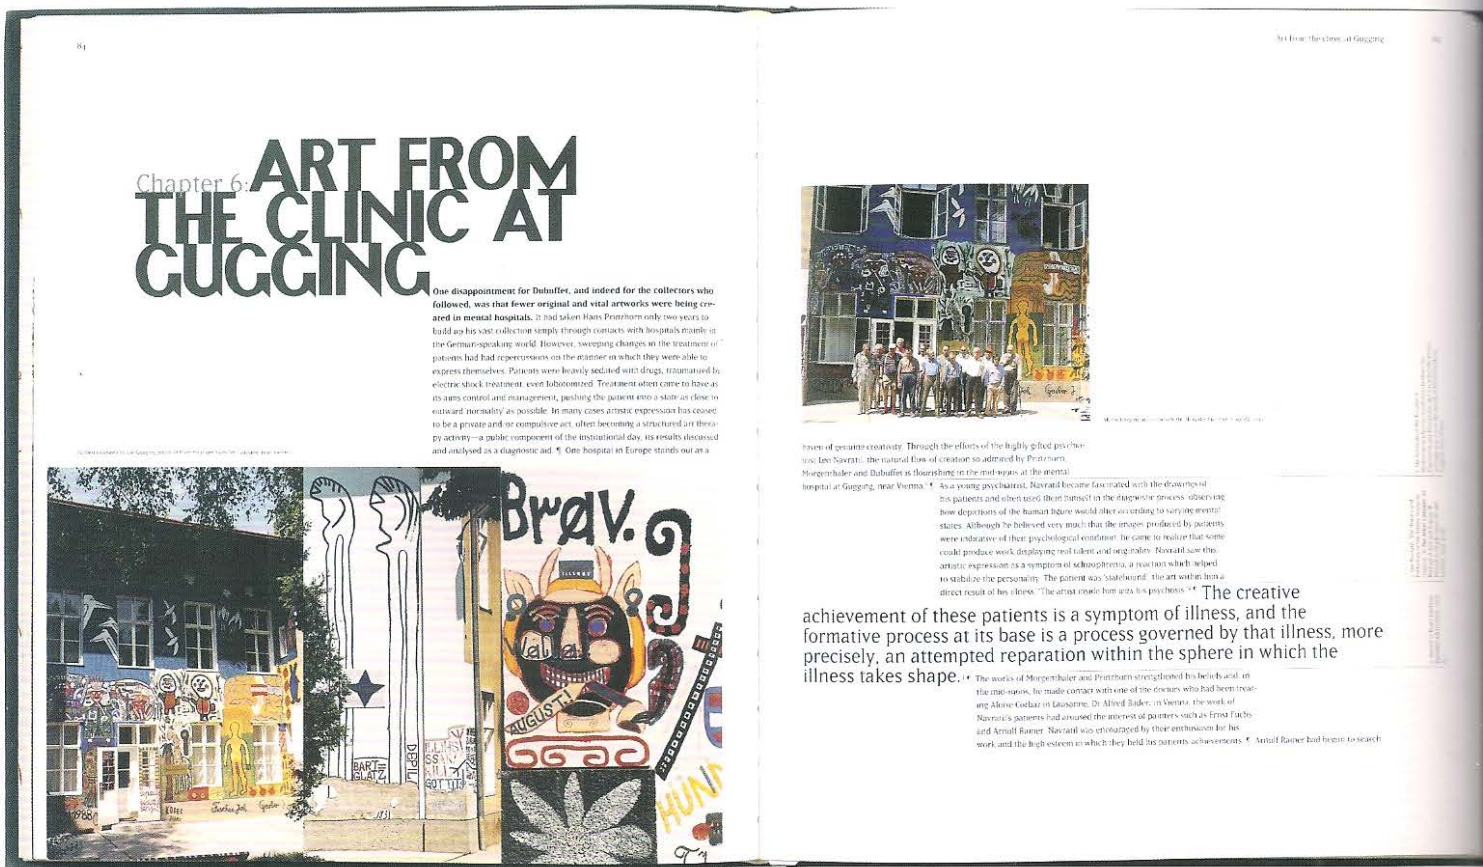 84
Chapter 6: ART FROM
THE CLINIC AT
GUGGING
One disappointment for Dubuffet, and indeed for the collectors who
followed, was that fewer original and vital artworks were being cre-
ated in mental hospitals. It had taken Hans Prinzhorn only two years to
build up his vast collection simply through contacts with hospitals mainly in
the German-speaking world. However, sweeping changes in the treatment of
patients had had repercussions on the manner in which they were able to
express themselves. Patients were heavily sedated with drugs, traumatised by
electric shock treatment, even lobotomized. Treatment often came to have as
its aims control and management, pushing the patient into a state as close to
outward 'normality' as possible. In many cases artistic expression has ceased
to be a private and/or compulsive act, often becoming a structured art thera-
py activity—a public component of the institutional day, its results discussed
and analysed as a diagnostic aid. ¶ One hospital in Europe stands out as a
Brav.
AUGUST.!
BART=
GLATZ
DEPIL!
GOT
1988
Fischer Joh
HUNN
Art from the clinic at Gugging
haven of genuine creativity. Through the efforts of the highly gifted psychia-
trist Leo Navratil, the natural flow of creation so admired by Prinzhorn,
Morgenthaler and Dubuffet is flourishing in the mid-1990s at the mental
hospital at Gugging, near Vienna. ¶ As a young psychiatrist, Navratil became fascinated with the drawings of
his patients and often used them himself in the diagnostic process, observing
how depictions of the human figure would alter according to varying mental
states. Although he believed very much that the images produced by patients
were indicative of their psychological condition, he came to realize that some
could produce work displaying real talent and originality. Navratil saw this
artistic expression as a symptom of schizophrenia, a reaction which helped
to stabilize the personality. The patient was 'statebound', the art within him a
direct result of his illness. 'The artist inside him was his psychosis.' The creative
achievement of these patients is a symptom of illness, and the
formative process at its base is a process governed by that illness, more
precisely, an attempted reparation within the sphere in which the
illness takes shape. The works of Morgenthaler and Prinzhorn strengthened his beliefs and, in
the mid-1960s, he made contact with one of the doctors who had been treat-
ing Aloïse Corbaz in Lausanne, Dr Alfred Bader; in Vienna, the work of
Navratil's patients had aroused the interest of painters such as Ernst Fuchs
and Arnulf Rainer. Navratil was encouraged by their enthusiasm for his
work and the high esteem in which they held his patients' achievements. ¶ Arnulf Rainer had begun to search